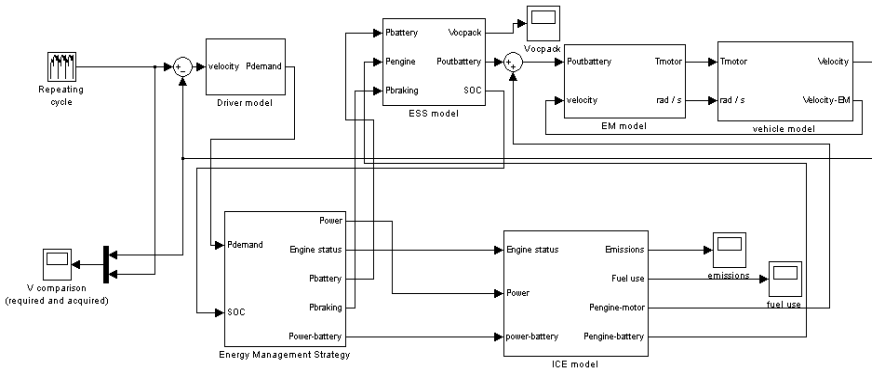 Repeating
cycle
velocity Pdemand
Driver model
Pbattery Vocpack
Pengine Poutbattery
Pbraking SOC
ESS model
Vocpack
Poutbattery Tmotor
velocity rad / s
EM model
Tmotor Velocity
rad / s Velocity-EM
vehicle model
V comparison
(required and acquired)
Power
Pdemand
Engine status
Pbattery
Pbraking
SOC
Power-battery
Energy Management Strategy
Engine status Emissions
Fuel use
Power
Pengine-motor
power-battery Pengine-battery
ICE model
emissions
fuel use